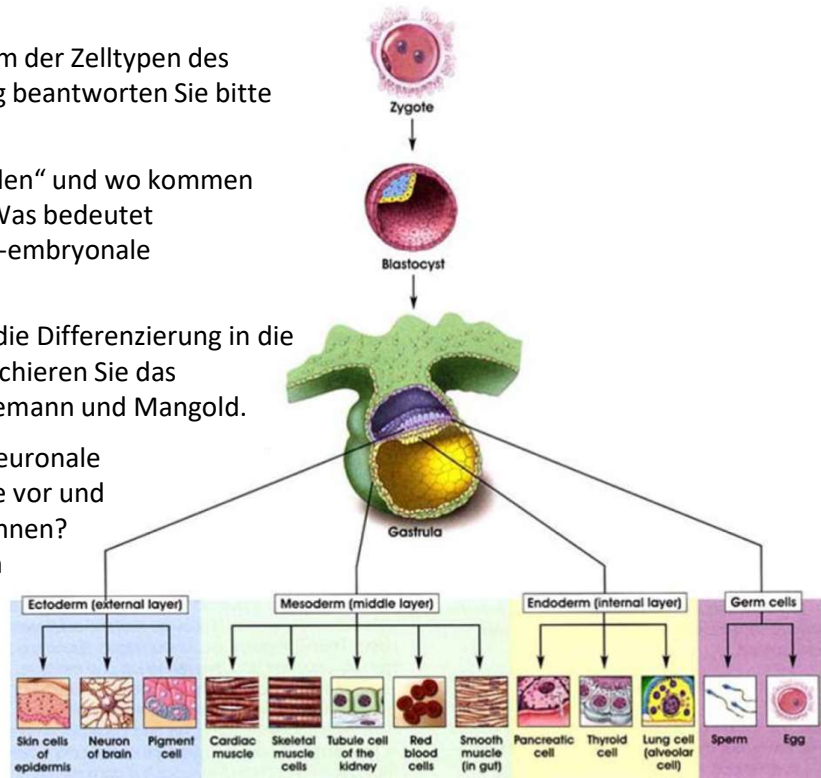 m der Zelltypen des
g beantworten Sie bitte
den“ und wo kommen
Was bedeutet
-embryonale
die Differenzierung in die
chieren Sie das
emann und Mangold.
euronale
e vor und
nnen?
n
Zygote
Blastocyst
Gastrula
Ectoderm (external layer)
Mesoderm (middle layer)
Endoderm (internal layer)
Germ cells
Skin cells
of
epidermis
Neuron
of brain
Pigment
cell
Cardiac
muscle
Skeletal
muscle
cells
Tubule cell
of the
kidney
Red
blood
cells
Smooth
muscle
(in gut)
Pancreatic
cell
Thyroid
cell
Lung cell
(alveolar
cell)
Sperm
Egg